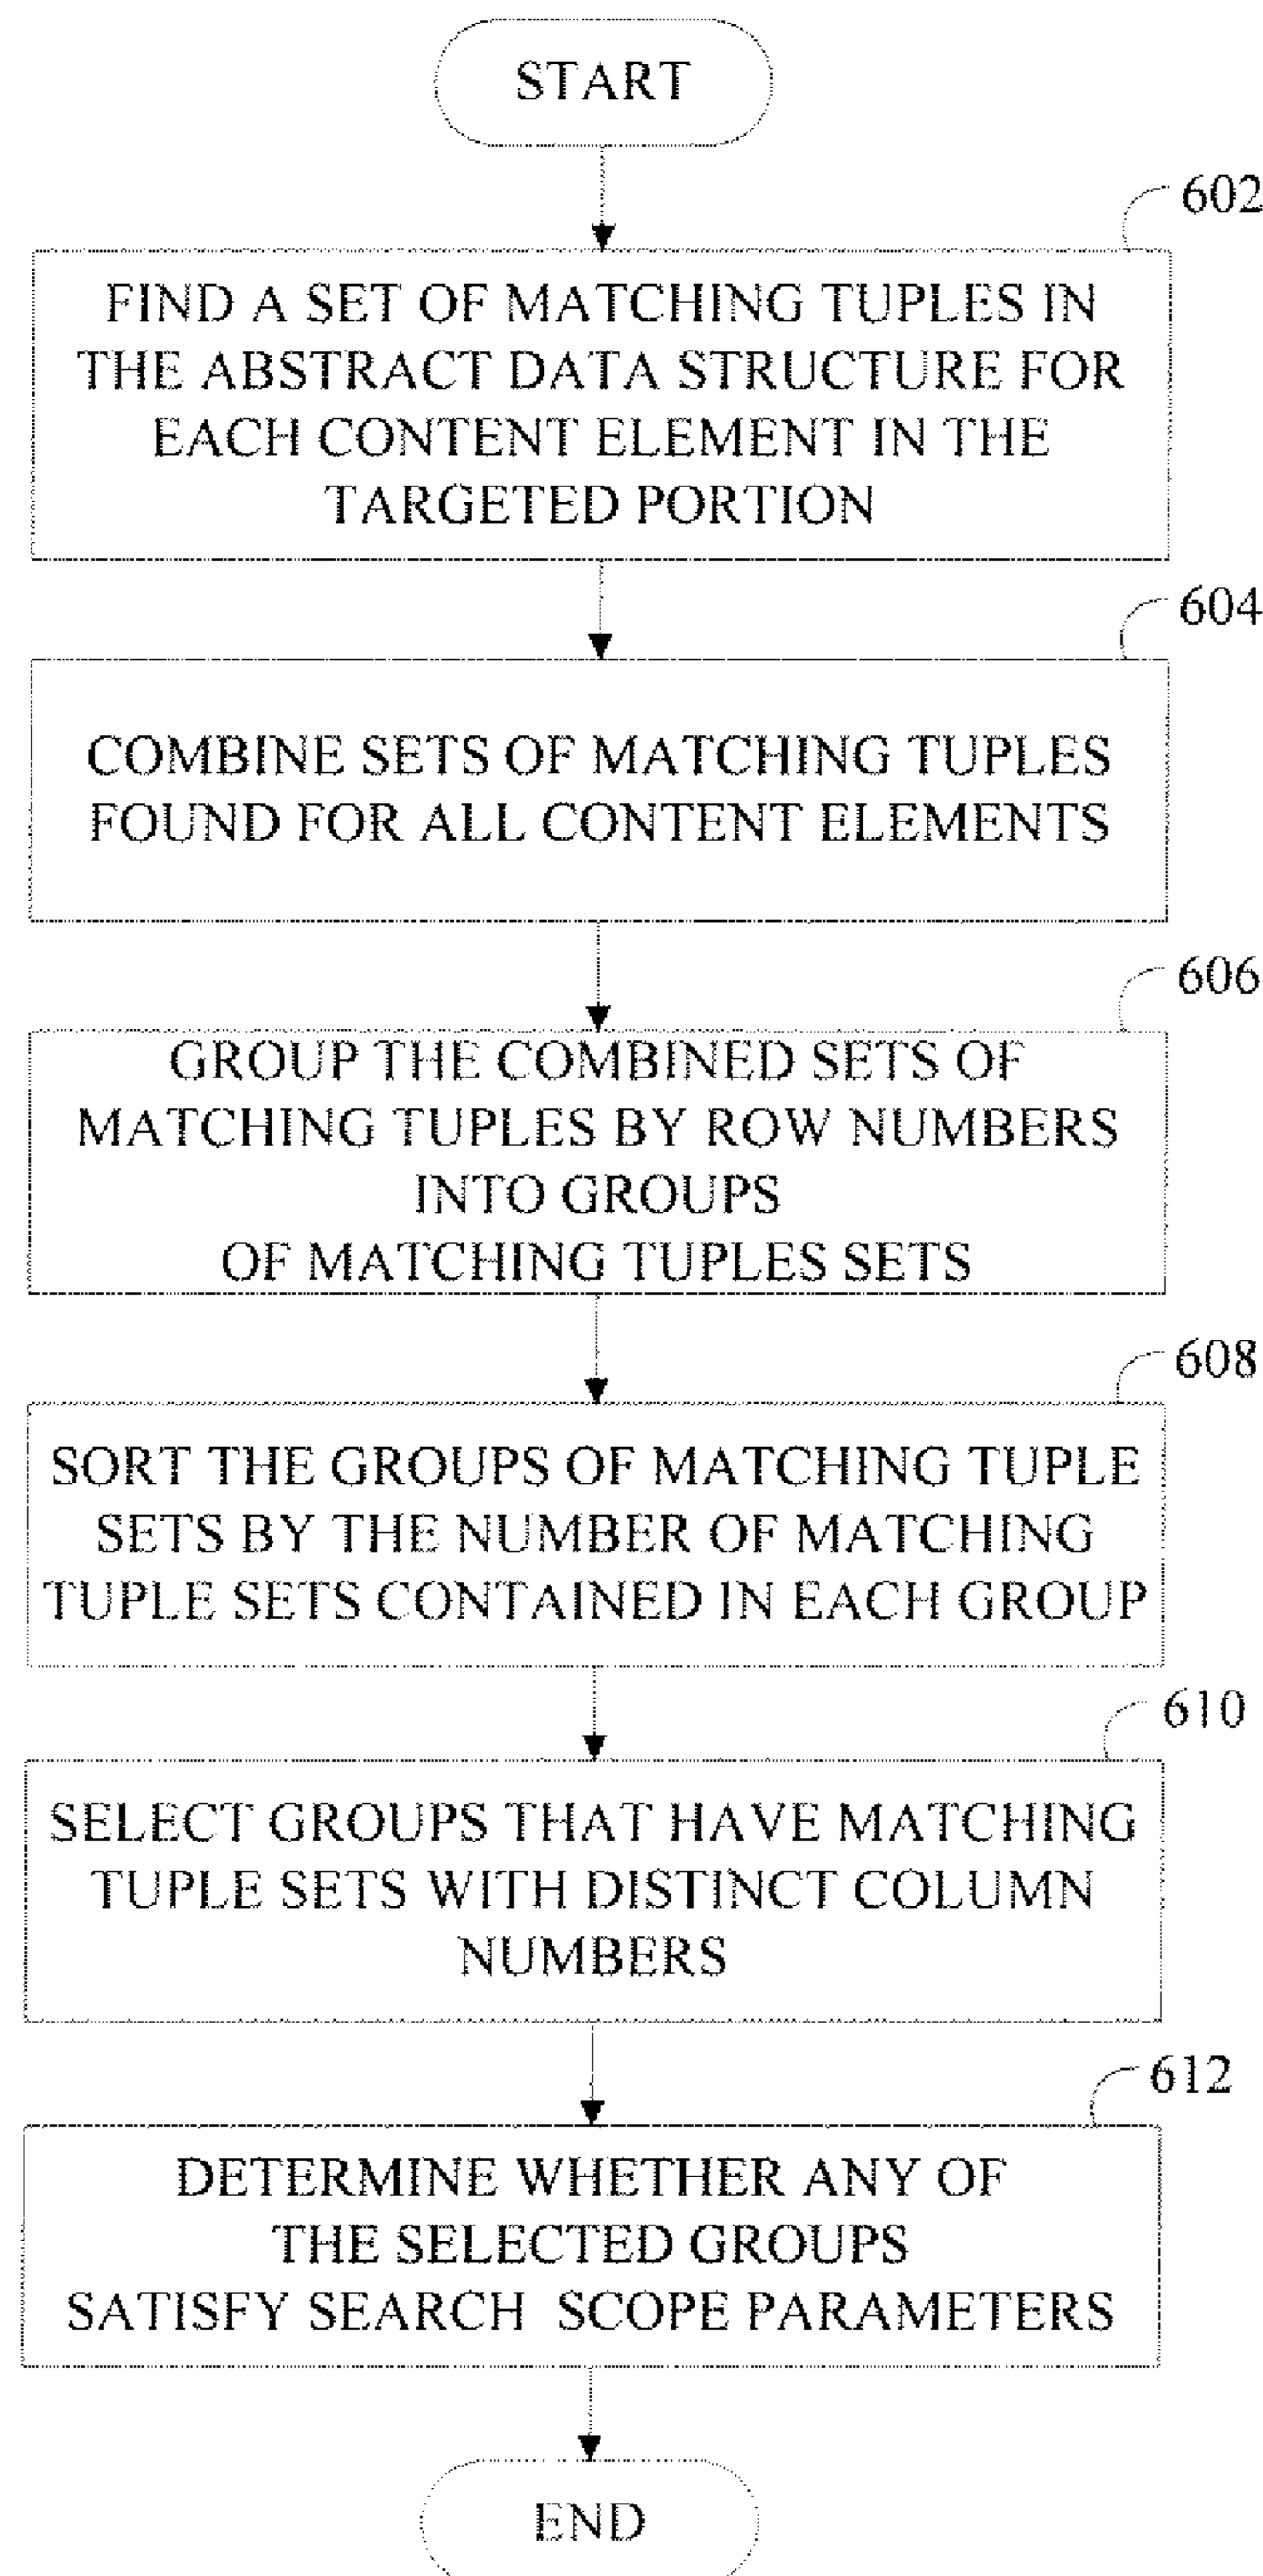 START
602
FIND A SET OF MATCHING TUPLES IN
THE ABSTRACT DATA STRUCTURE FOR
EACH CONTENT ELEMENT IN THE
TARGETED PORTION
604
COMBINE SETS OF MATCHING TUPLES
FOUND FOR ALL CONTENT ELEMENTS
606
GROUP THE COMBINED SETS OF
MATCHING TUPLES BY ROW NUMBERS
INTO GROUPS
OF MATCHING TUPLES SETS
608
SORT THE GROUPS OF MATCHING TUPLE
SETS BY THE NUMBER OF MATCHING
TUPLE SETS CONTAINED IN EACH GROUP
610
SELECT GROUPS THAT HAVE MATCHING
TUPLE SETS WITH DISTINCT COLUMN
NUMBERS
612
DETERMINE WHETHER ANY OF
THE SELECTED GROUPS
SATISFY SEARCH SCOPE PARAMETERS
END